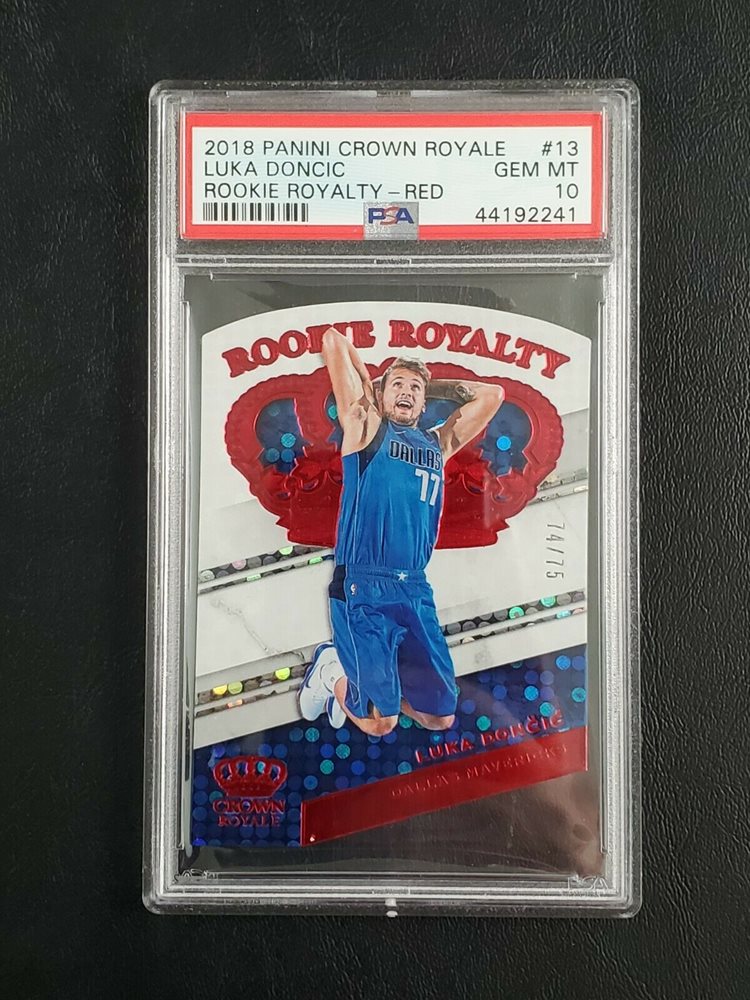 2018 PANINI CROWN ROYALE #13
LUKA DONCIC GEM MT
ROOKIE ROYALTY – RED 10
PSA 44192241
ROOKIE ROYALTY
DALLAS
77
74/75
LUKA DONČIĆ
DALLAS MAVERICKS
CROWN
ROYALE